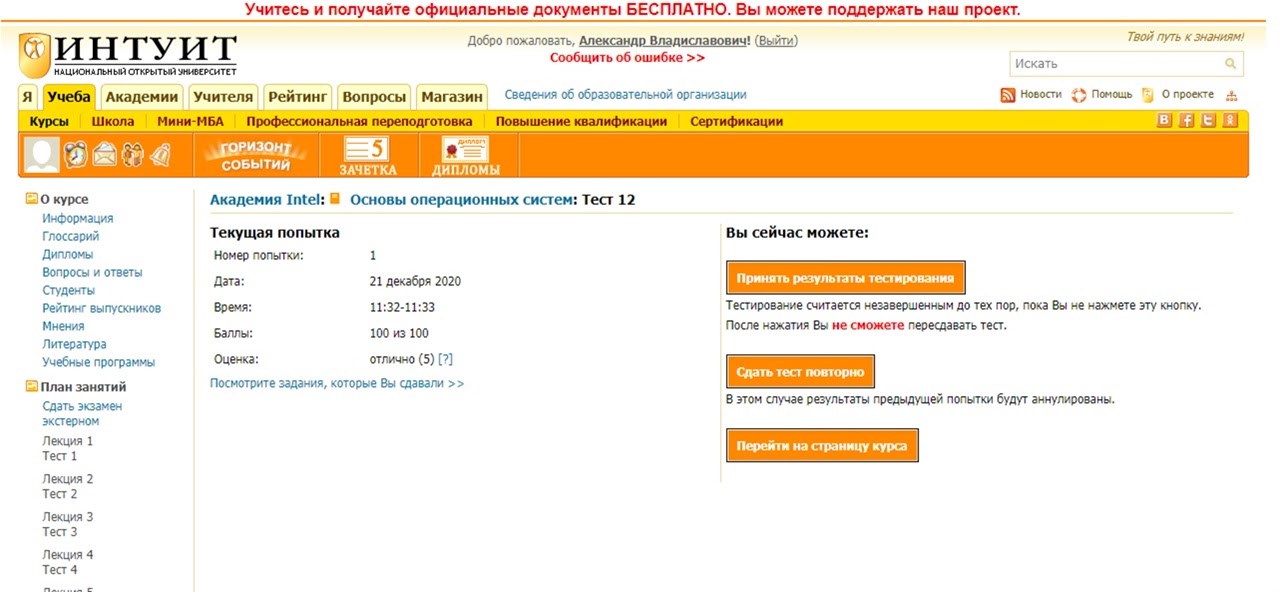 Учитесь и получайте официальные документы БЕСПЛАТНО. Вы можете поддержать наш проект.
ИНТУИТ
НАЦИОНАЛЬНЫЙ ОТКРЫТЫЙ УНИВЕРСИТЕТ
Добро пожаловать, Александр Владиславович! (Выйти)
Сообщить об ошибке >>
Твой путь к знаниям!
Искать
Я Учеба Академии Учителя Рейтинг Вопросы Магазин Сведения об образовательной организации
Новости Помощь О проекте
Курсы Школа Мини-МБА Профессиональная переподготовка Повышение квалификации Сертификации
ГОРИЗОНТ СОБЫТИЙ
5 ЗАЧЕТКА
ДИПЛОМ ДИПЛОМЫ
О курсе
Информация
Глоссарий
Дипломы
Вопросы и ответы
Студенты
Рейтинг выпускников
Мнения
Литература
Учебные программы
План занятий
Сдать экзамен
экстерном
Лекция 1
Тест 1
Лекция 2
Тест 2
Лекция 3
Тест 3
Лекция 4
Тест 4
Лекция 5
Академия Intel: Основы операционных систем: Тест 12
Текущая попытка
Номер попытки: 1
Дата: 21 декабря 2020
Время: 11:32-11:33
Баллы: 100 из 100
Оценка: отлично (5) [?]
Посмотрите задания, которые Вы сдавали >>
Вы сейчас можете:
Принять результаты тестирования
Тестирование считается незавершенным до тех пор, пока Вы не нажмете эту кнопку.
После нажатия Вы не сможете пересдавать тест.
Сдать тест повторно
В этом случае результаты предыдущей попытки будут аннулированы.
Перейти на страницу курса